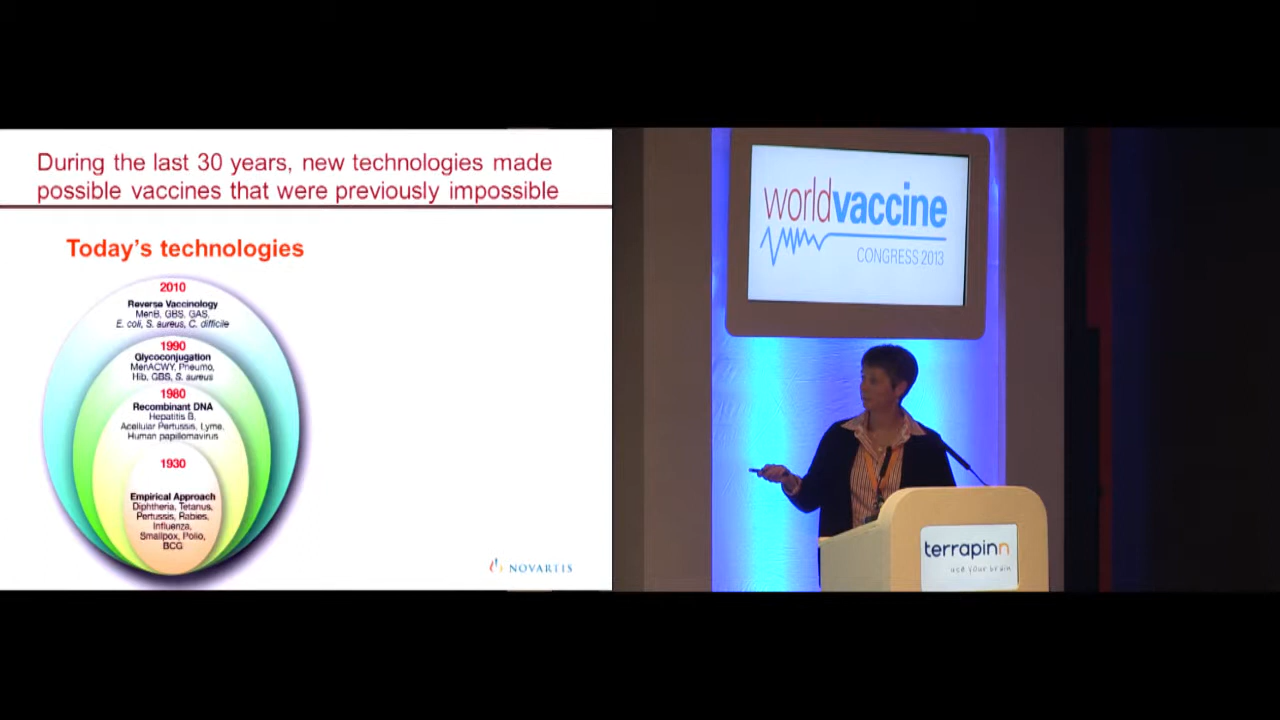 During the last 30 years, new technologies made
possible vaccines that were previously impossible
Today's technologies
2010
Reverse Vaccinology
MenB, GBS, GAS,
E. coli, S. aureus, C. difficile
1990
Glycoconjugation
MenACWY, Pneumo,
Hib, GBS, S. aureus
1980
Recombinant DNA
Hepatitis B,
Acellular Pertussis, Lyme,
Human papillomavirus
1930
Empirical Approach
Diphtheria, Tetanus,
Pertussis, Rabies,
Influenza,
Smallpox, Polio,
BCG
NOVARTIS
worldvaccine
CONGRESS 2013
terrapinn
use your brain